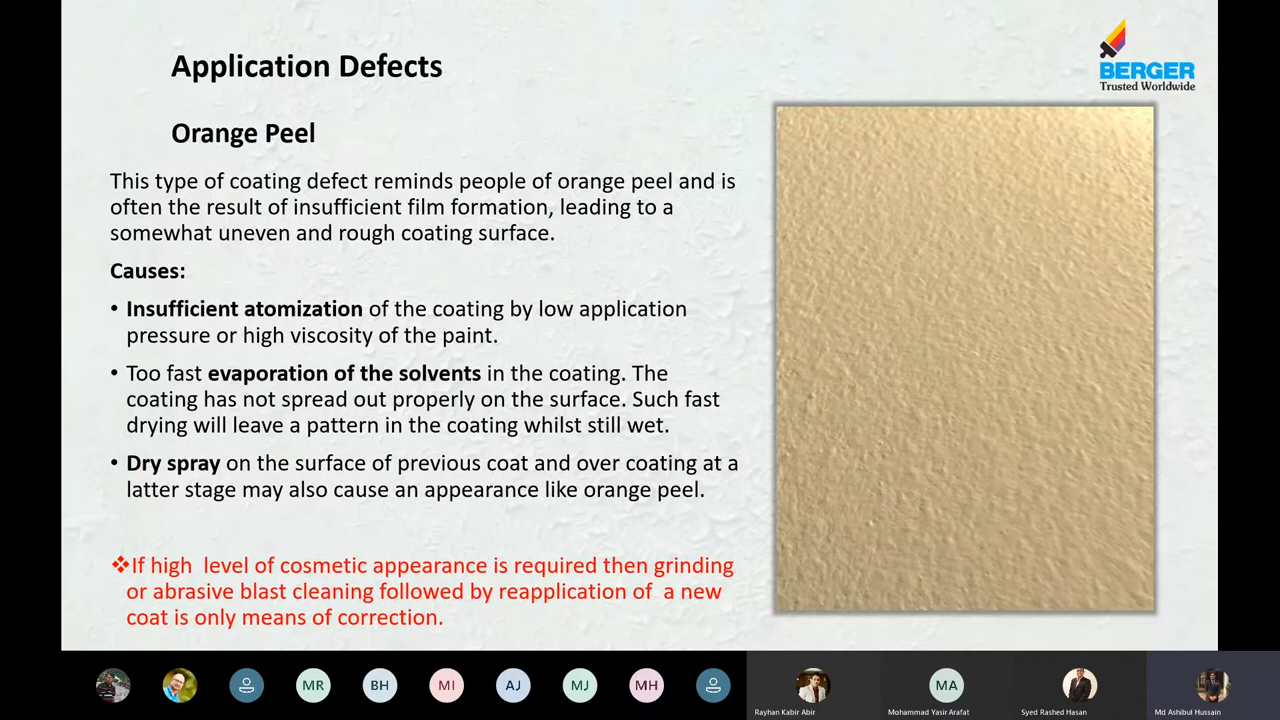 Application Defects
BERGER
Trusted Worldwide
Orange Peel
This type of coating defect reminds people of orange peel and is
often the result of insufficient film formation, leading to a
somewhat uneven and rough coating surface.
Causes:
• Insufficient atomization of the coating by low application
pressure or high viscosity of the paint.
• Too fast evaporation of the solvents in the coating. The
coating has not spread out properly on the surface. Such fast
drying will leave a pattern in the coating whilst still wet.
• Dry spray on the surface of previous coat and over coating at a
latter stage may also cause an appearance like orange peel.
❖If high level of cosmetic appearance is required then grinding
or abrasive blast cleaning followed by reapplication of a new
coat is only means of correction.
MR
BH
MI
AJ
MJ
MH
MA
Rayhan Kabir Abir
Mohammad Yasir Arafat
Syed Rashed Hasan
Md Ashibul Hussain